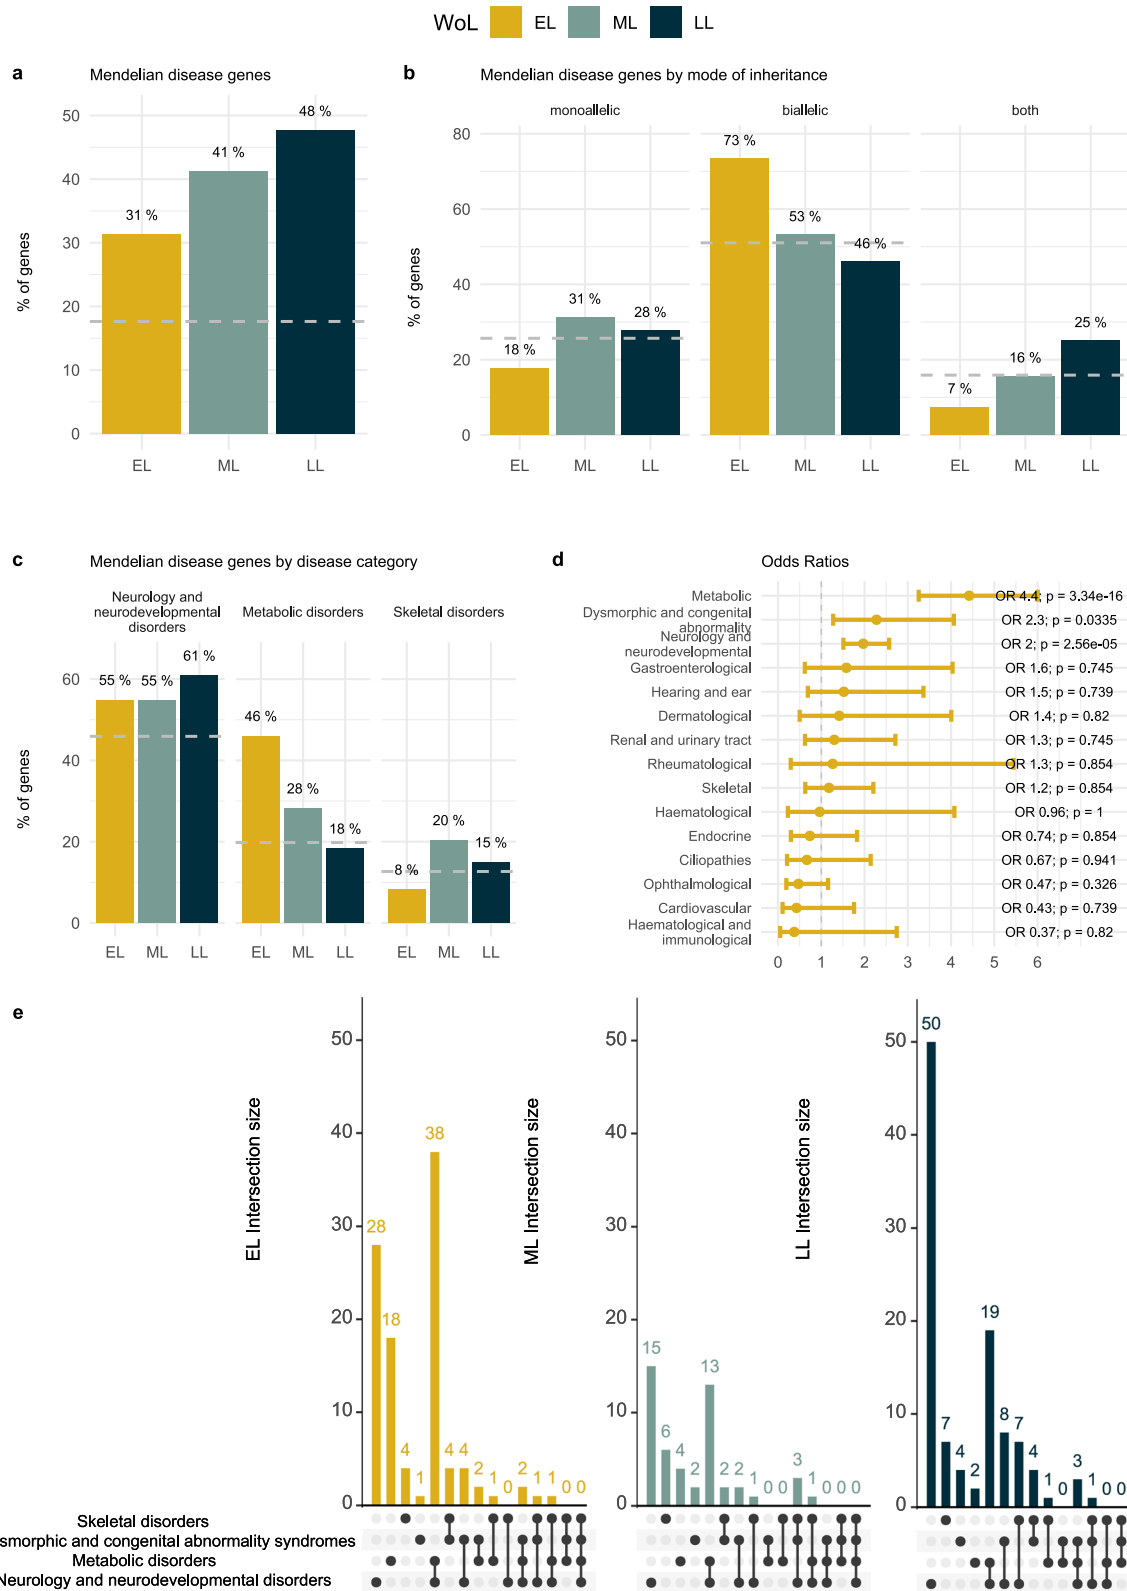 WoL EL ML LL
a Mendelian disease genes
% of genes
50
40
30
20
10
0
31 %
41 %
48 %
EL ML LL
b Mendelian disease genes by mode of inheritance
monoallelic biallelic both
% of genes
80
60
40
20
0
18 %
31 %
28 %
73 %
53 %
46 %
7 %
16 %
25 %
EL ML LL
EL ML LL
EL ML LL
c Mendelian disease genes by disease category
Neurology and
neurodevelopmental
disorders
Metabolic disorders
Skeletal disorders
% of genes
60
40
20
0
55 % 55 % 61 %
46 %
28 %
18 %
8 %
20 %
15 %
EL ML LL
EL ML LL
EL ML LL
d Odds Ratios
Metabolic OR 4.4; p = 3.34e-16
Dysmorphic and congenital
abnormality OR 2.3; p = 0.0335
Neurology and
neurodevelopmental OR 2; p = 2.56e-05
Gastroenterological OR 1.6; p = 0.745
Hearing and ear OR 1.5; p = 0.739
Dermatological OR 1.4; p = 0.82
Renal and urinary tract OR 1.3; p = 0.745
Rheumatological OR 1.3; p = 0.854
Skeletal OR 1.2; p = 0.854
Haematological OR 0.96; p = 1
Endocrine OR 0.74; p = 0.854
Ciliopathies OR 0.67; p = 0.941
Ophthalmological OR 0.47; p = 0.326
Cardiovascular OR 0.43; p = 0.739
Haematological and
immunological OR 0.37; p = 0.82
0 1 2 3 4 5 6
e
EL Intersection size
50
40
30
20
10
0
28 18 4 1 38 4 4 2 1 0 2 1 1 0 0
ML Intersection size
50
40
30
20
10
0
15 6 4 2 13 2 2 1 0 0 3 1 0 0 0
LL Intersection size
50
40
30
20
10
0
50 7 4 2 19 8 7 4 1 0 3 1 0 0
Skeletal disorders
smorphic and congenital abnormality syndromes
Metabolic disorders
Neurology and neurodevelopmental disorders